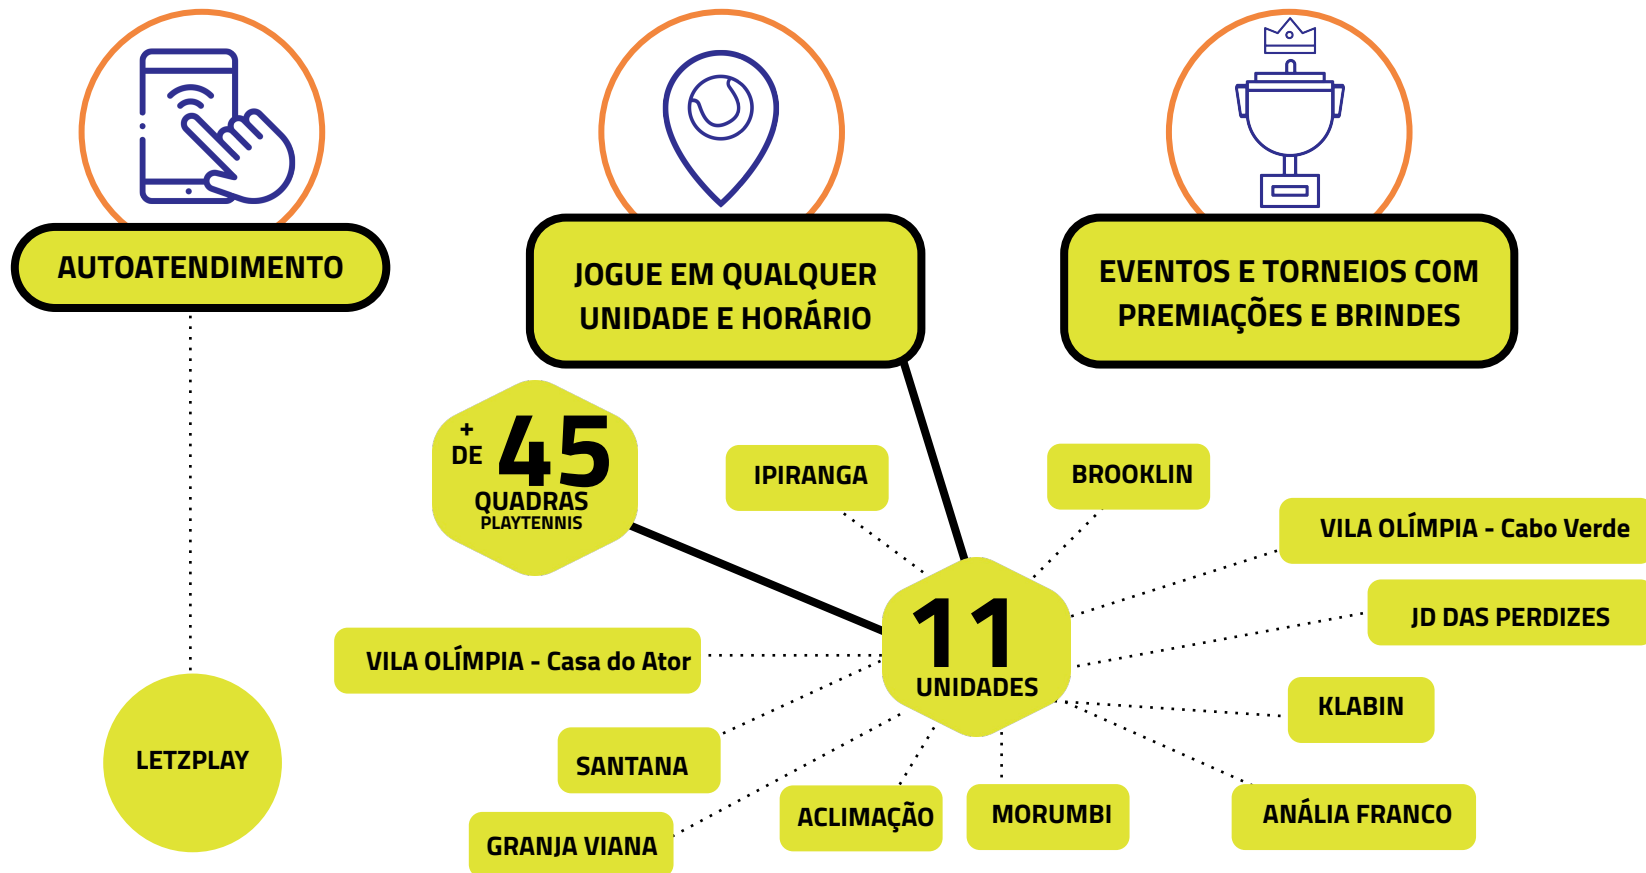 AUTOATENDIMENTO
JOGUE EM QUALQUER
UNIDADE E HORÁRIO
EVENTOS E TORNEIOS COM
PREMIAÇÕES E BRINDES
+
DE 45
QUADRAS
PLAYTENNIS
IPIRANGA
BROOKLIN
VILA OLÍMPIA - Cabo Verde
JD DAS PERDIZES
11
UNIDADES
VILA OLÍMPIA - Casa do Ator
KLABIN
SANTANA
LETZPLAY
GRANJA VIANA
ACLIMAÇÃO
MORUMBI
ANÁLIA FRANCO